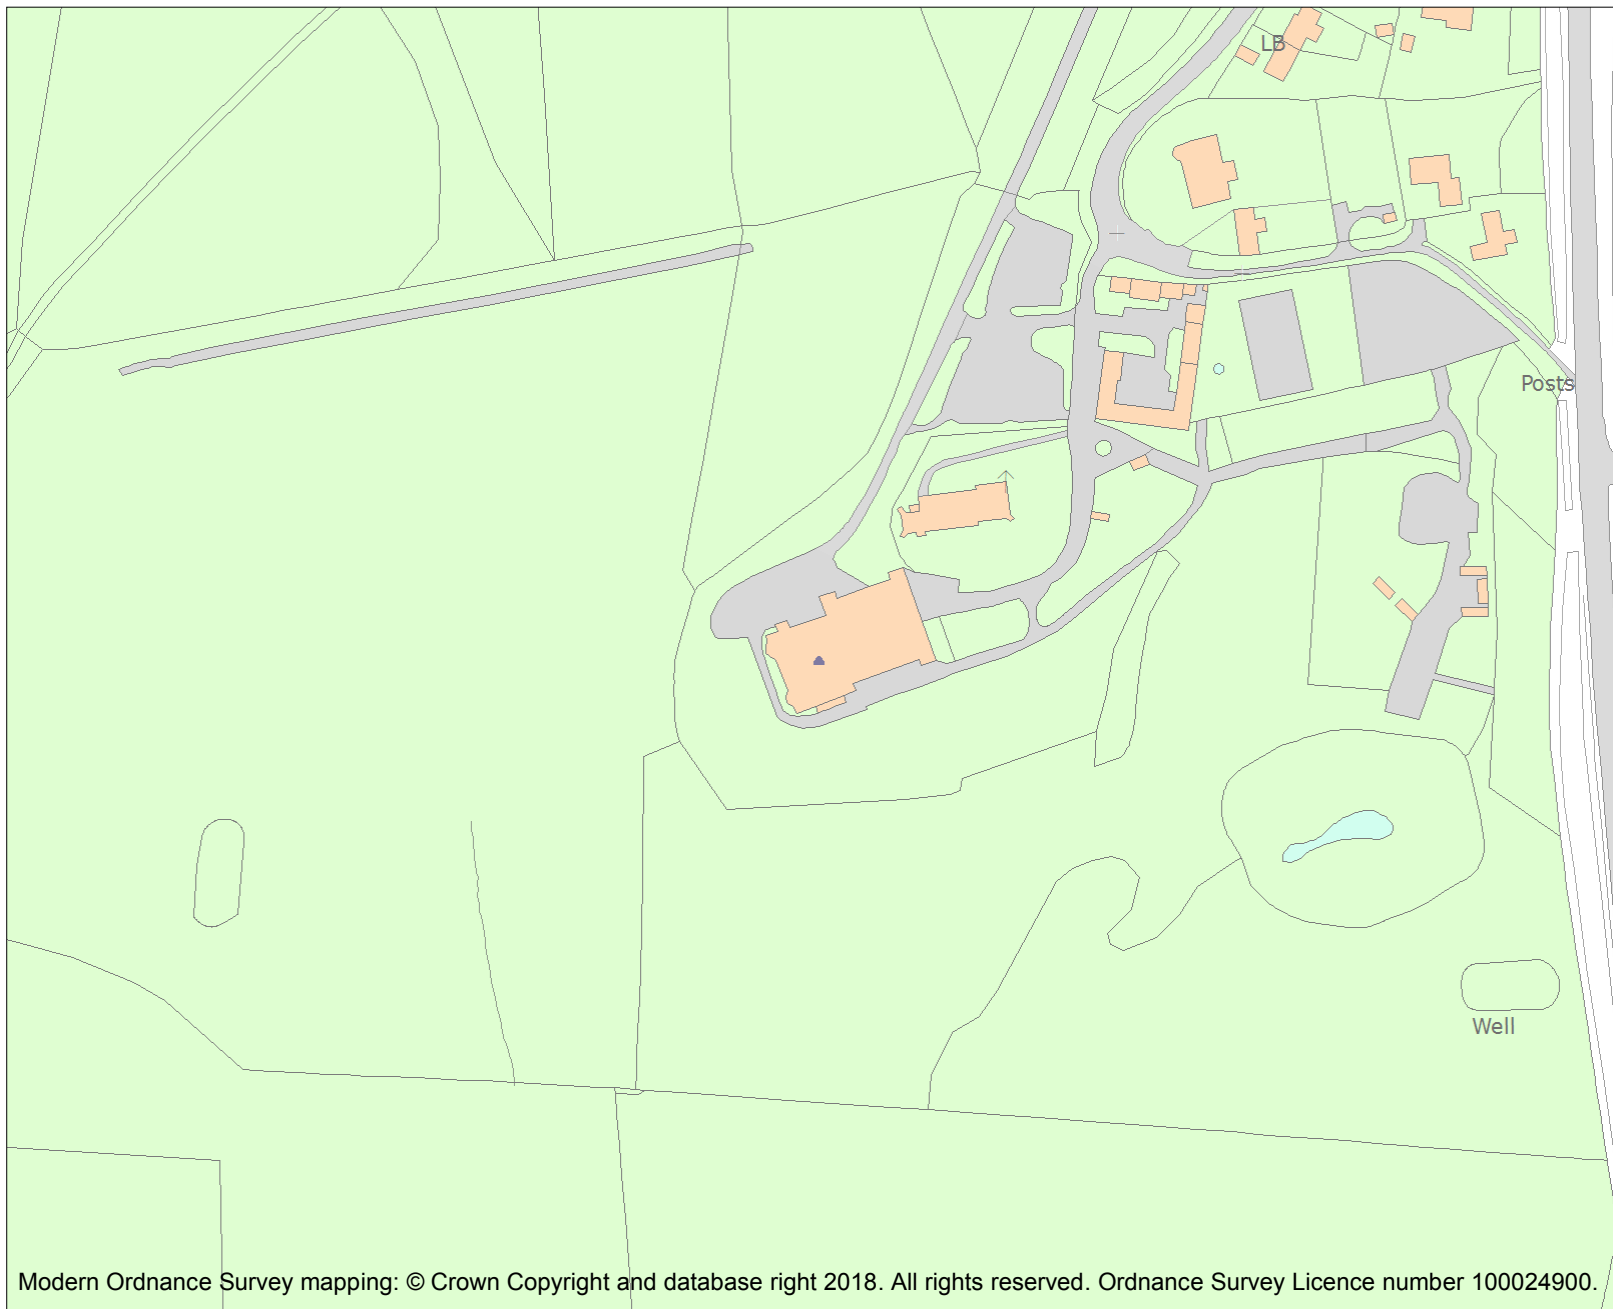 LB
Posts
Well
Modern Ordnance Survey mapping: © Crown Copyright and database right 2018. All rights reserved. Ordnance Survey Licence number 100024900.